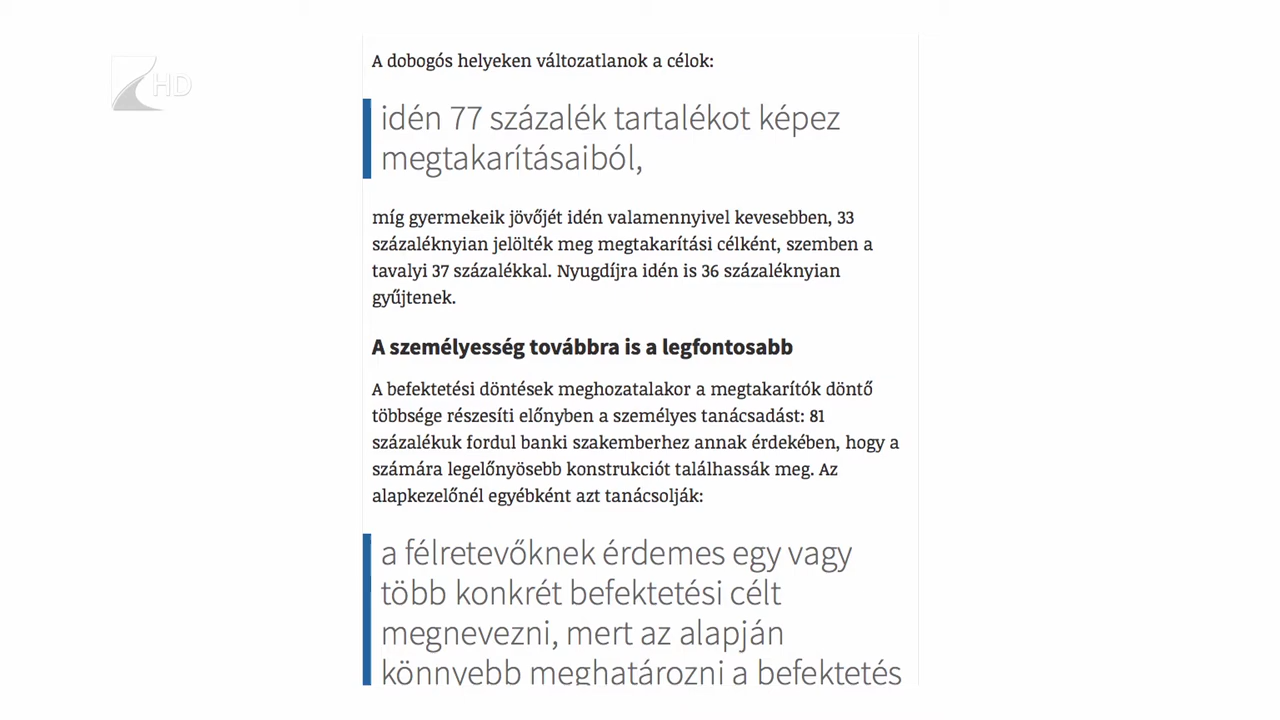 HD
A dobogós helyeken változatlanok a célok:
idén 77 százalék tartalékot képez
megtakarításaiból,
míg gyermekeik jövőjét idén valamennyivel kevesebben, 33
százaléknyian jelölték meg megtakarítási célként, szemben a
tavalyi 37 százalékkal. Nyugdíjra idén is 36 százaléknyian
gyűjtenek.
A személyesség továbbra is a legfontosabb
A befektetési döntések meghozatalakor a megtakarítók döntő
többsége részesíti előnyben a személyes tanácsadást: 81
százalékuk fordul banki szakemberhez annak érdekében, hogy a
számára legelőnyösebb konstrukciót találhassák meg. Az
alapkezelőnél egyébként azt tanácsolják:
a félretevőknek érdemes egy vagy
több konkrét befektetési célt
megnevezni, mert az alapján
könnyebb meghatározni a befektetés